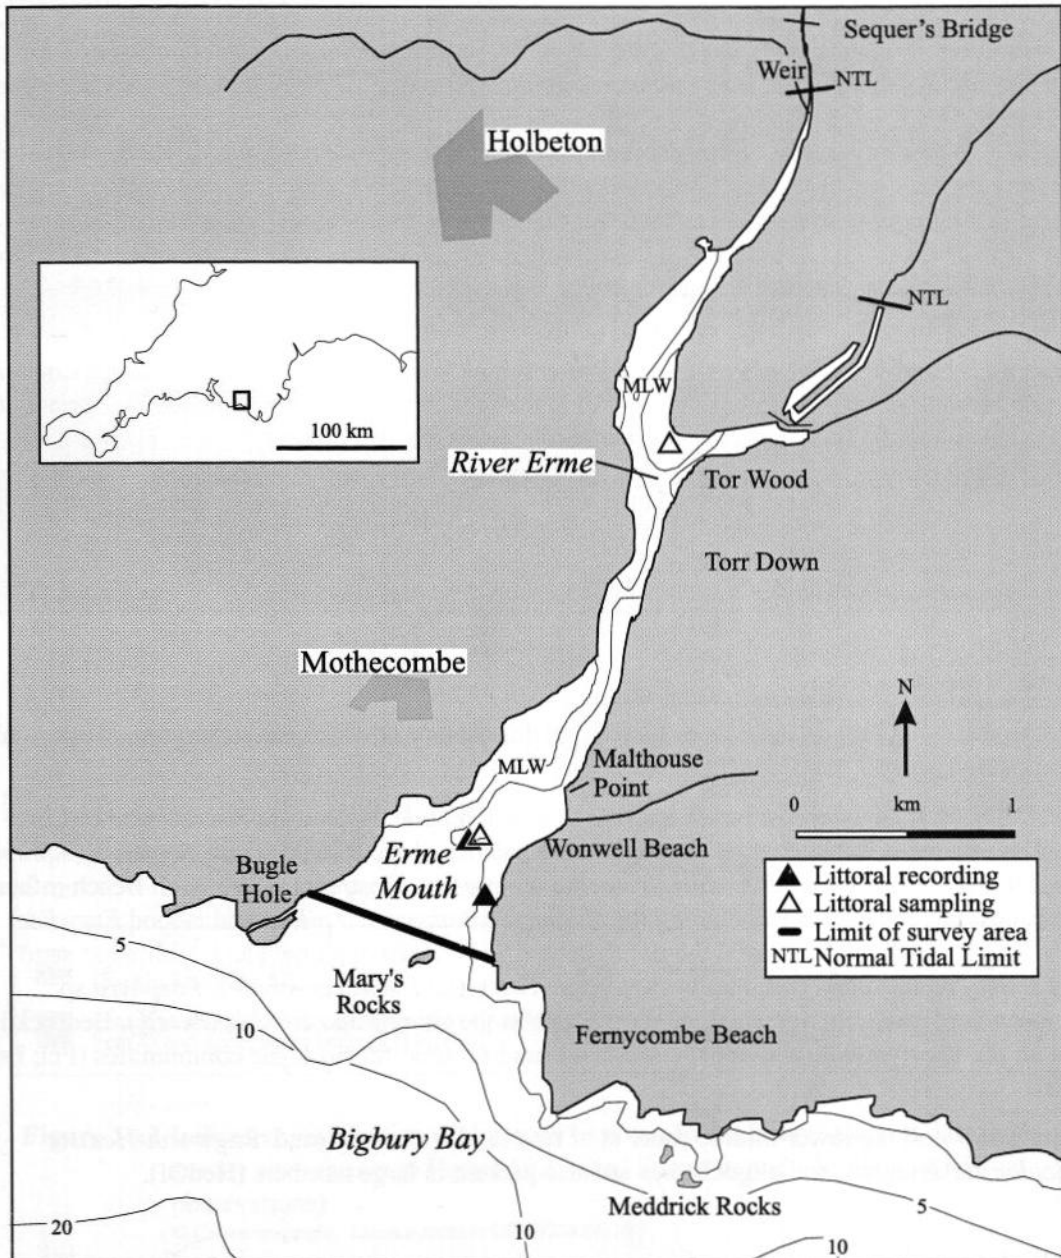 Sequer's Bridge
Weir
NTL
Holbeton
NTL
100 km
MLW
River Erme
Tor Wood
Torr Down
Mothecombe
N
MLW
Malthouse
Point
0 km 1
Erme
Mouth
Wonwell Beach
Bugle
Hole
Littoral recording
Littoral sampling
Limit of survey area
NTL Normal Tidal Limit
5
Mary's
Rocks
10
Fernycombe Beach
Bigbury Bay
Meddrick Rocks
5
20
10
10